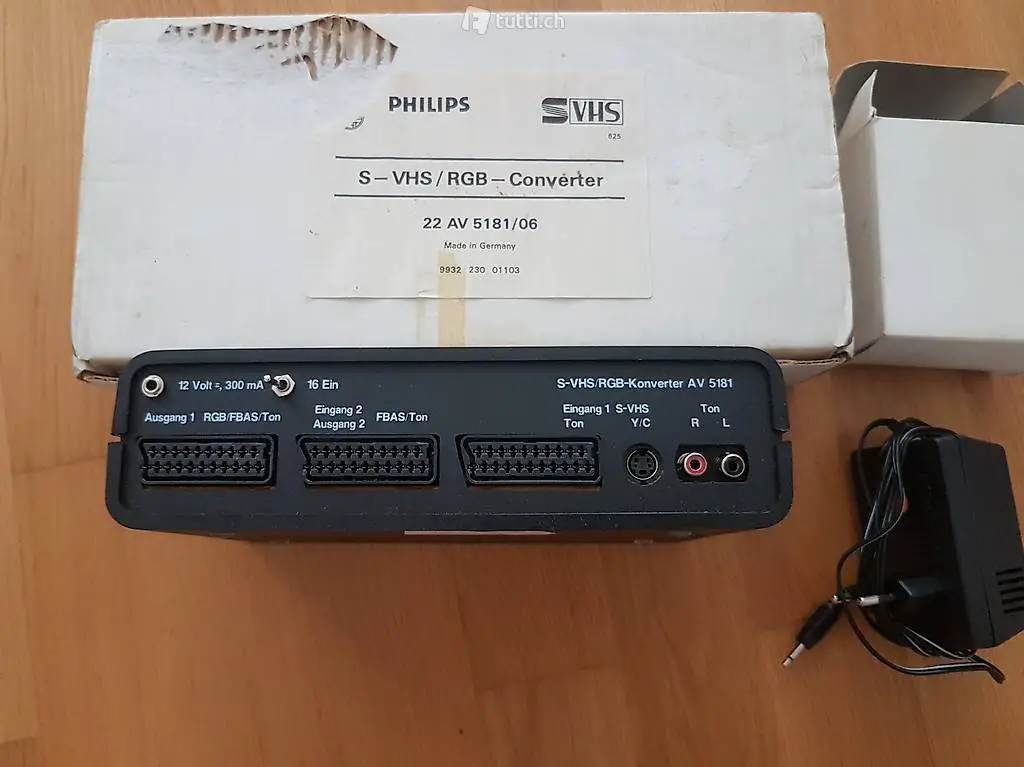 tutti.ch
PHILIPS
S VHS
625
S-VHS/RGB-Converter
22 AV 5181/06
Made in Germany
9932 230 01103
12 Volt =, 300 mA
16 Ein
S-VHS/RGB-Konverter AV 5181
Ausgang 1 RGB/FBAS/Ton
Eingang 2
Ausgang 2
FBAS/Ton
Eingang 1 S-VHS
Ton Y/C
Ton
R L